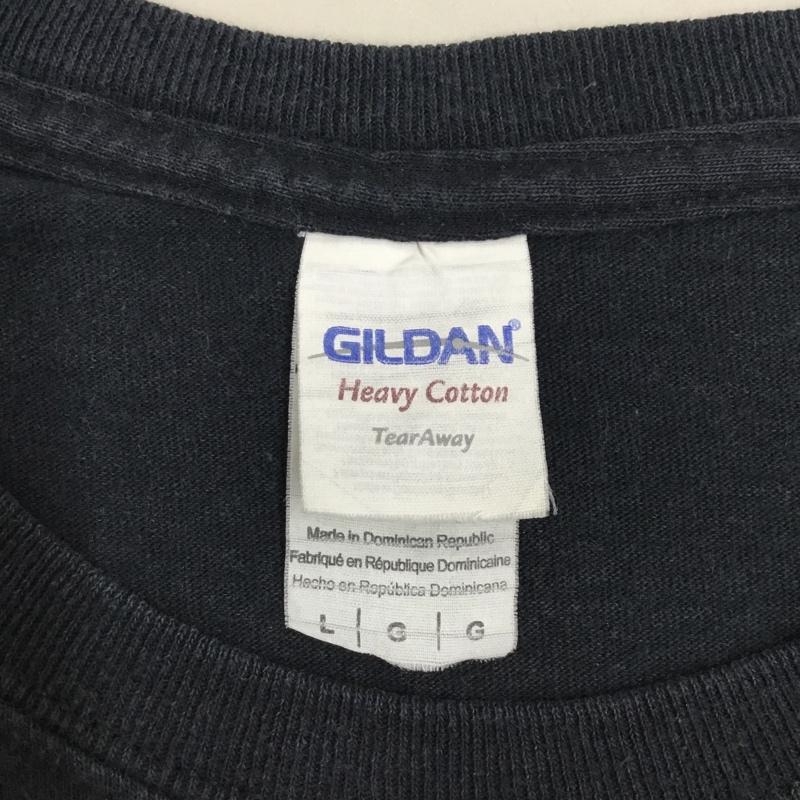 GILDAN®
Heavy Cotton
TearAway
Made in Dominican Republic
Fabriqué en République Dominicaine
Hecho en República Dominicana
L | G | G